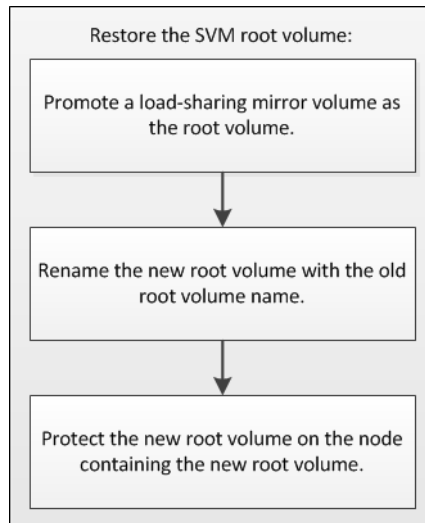 Restore the SVM root volume:
Promote a load-sharing mirror volume as
the root volume.
Rename the new root volume with the old
root volume name.
Protect the new root volume on the node
containing the new root volume.